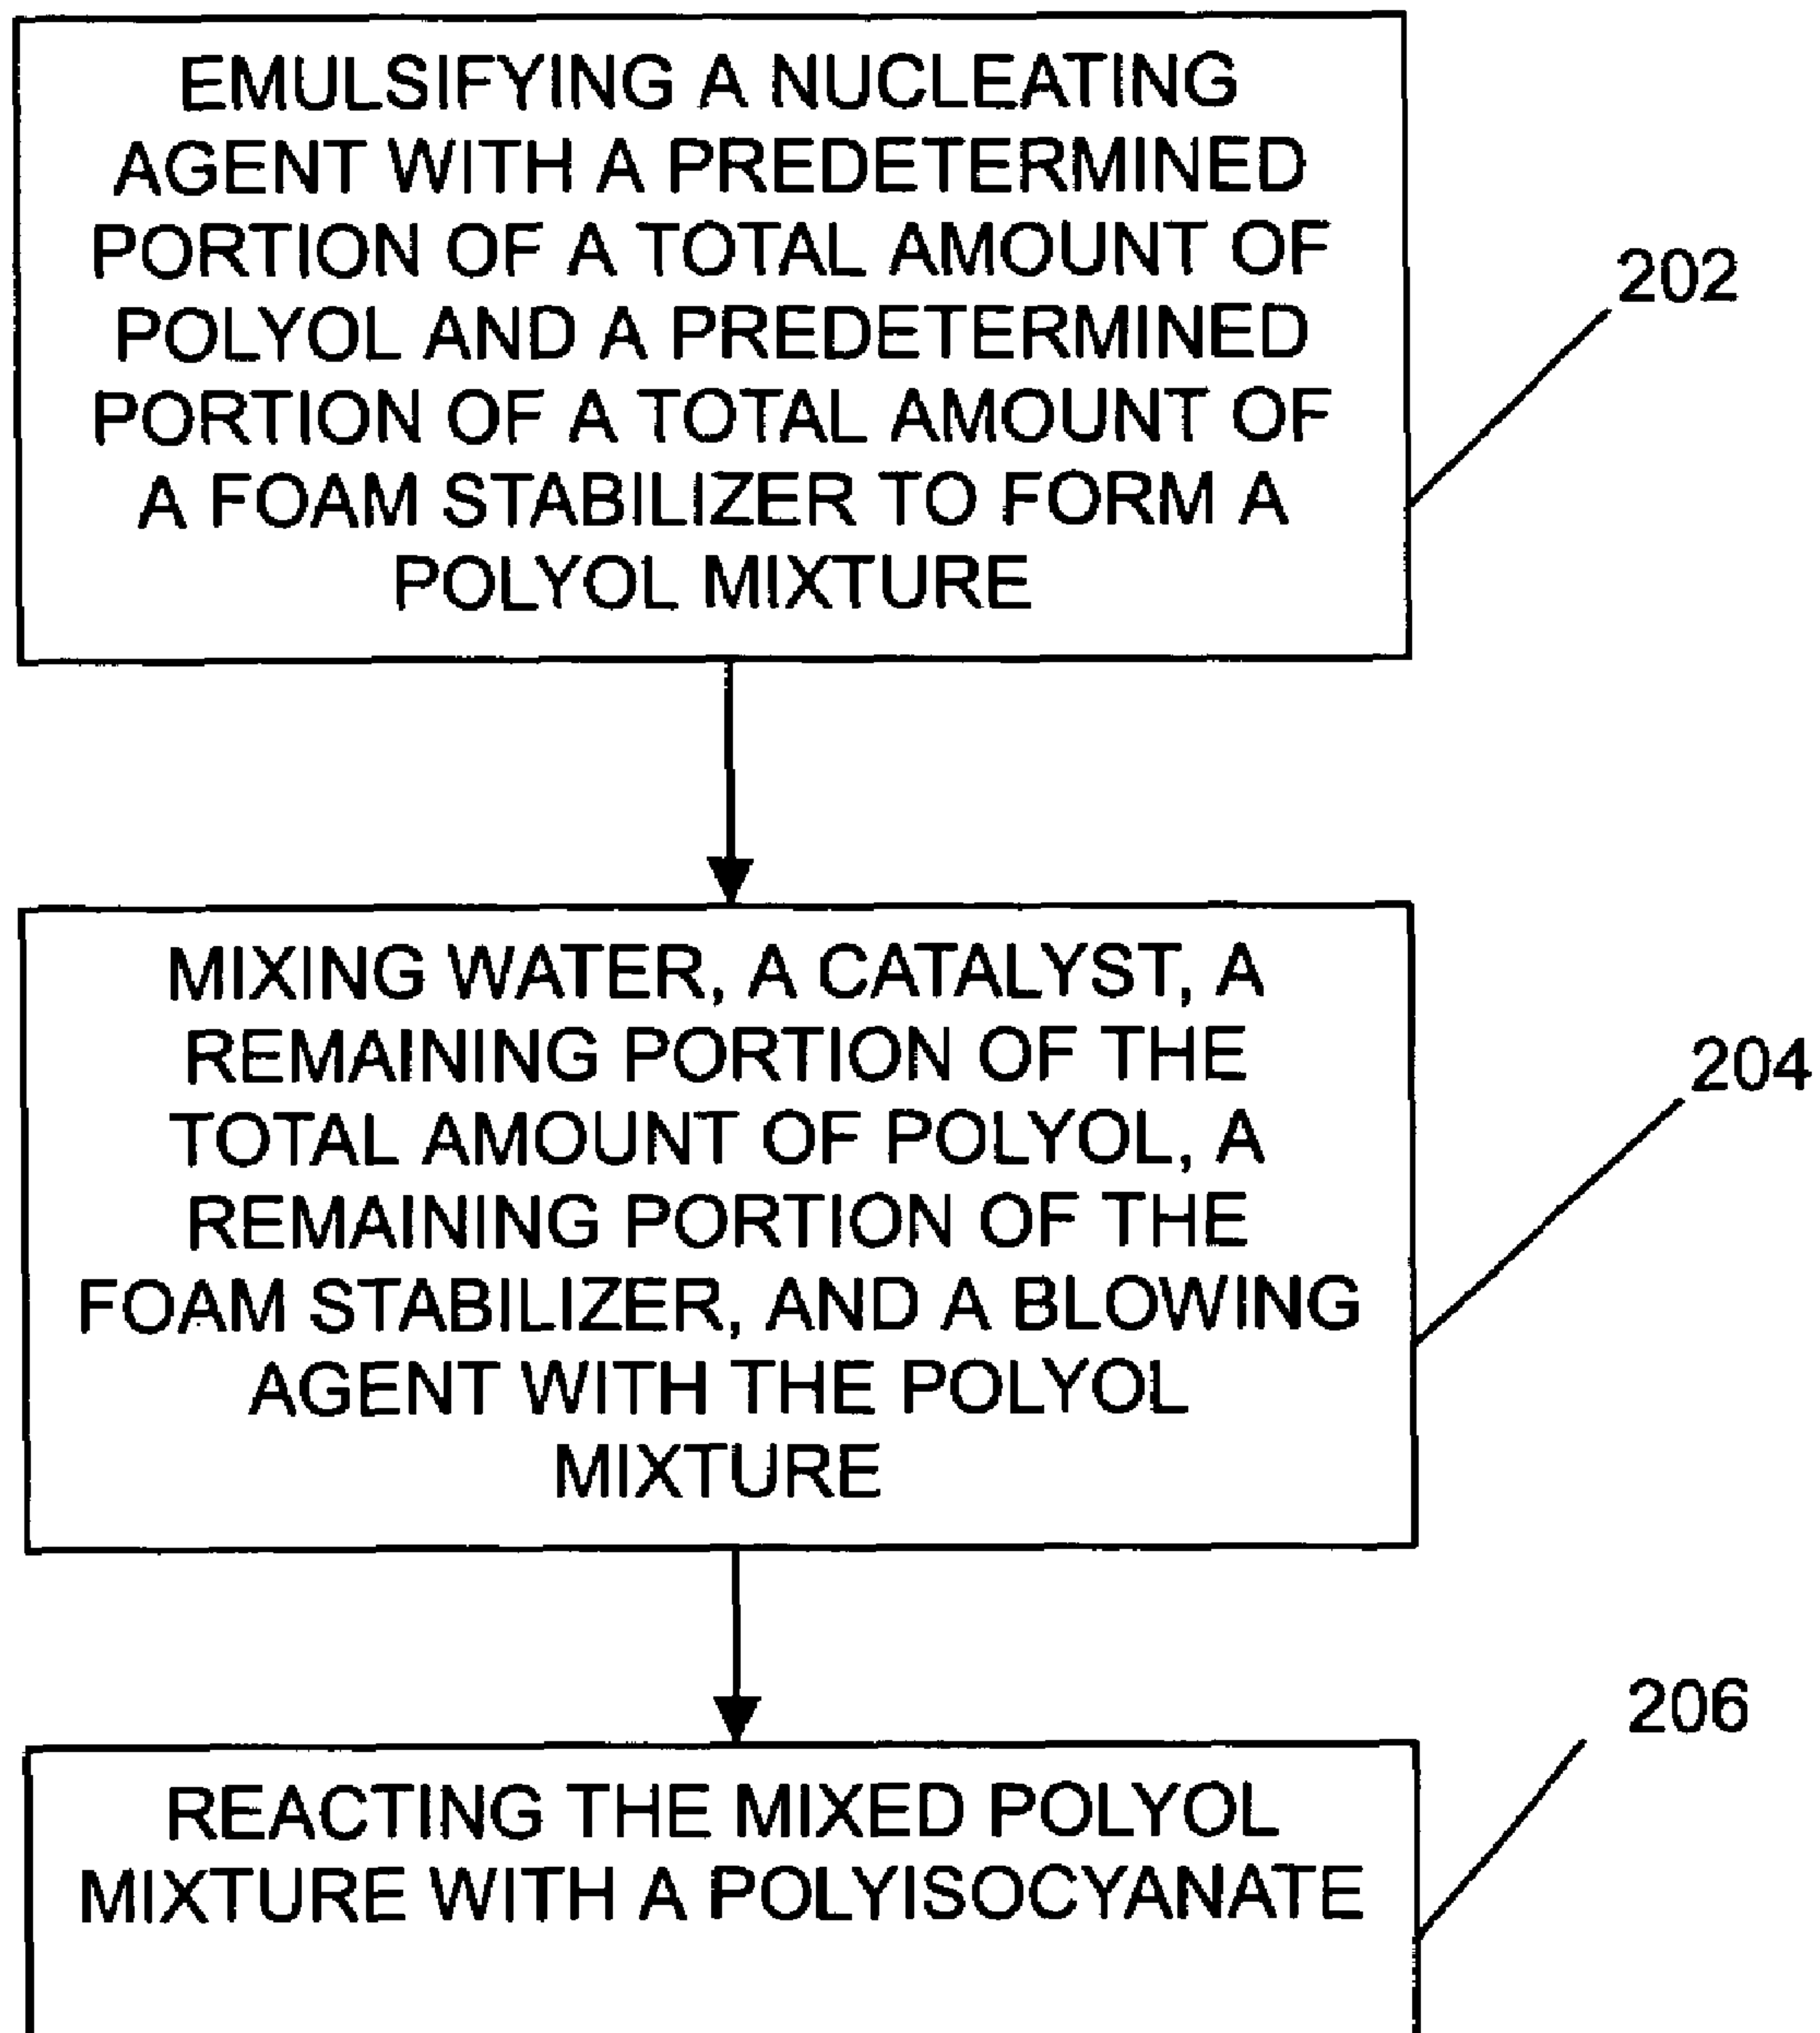 EMULSIFYING A NUCLEATING
AGENT WITH A PREDETERMINED
PORTION OF A TOTAL AMOUNT OF
POLYOL AND A PREDETERMINED
PORTION OF A TOTAL AMOUNT OF
A FOAM STABILIZER TO FORM A
POLYOL MIXTURE
202
MIXING WATER, A CATALYST, A
REMAINING PORTION OF THE
TOTAL AMOUNT OF POLYOL, A
REMAINING PORTION OF THE
FOAM STABILIZER, AND A BLOWING
AGENT WITH THE POLYOL
MIXTURE
204
REACTING THE MIXED POLYOL
MIXTURE WITH A POLYISOCYANATE
206